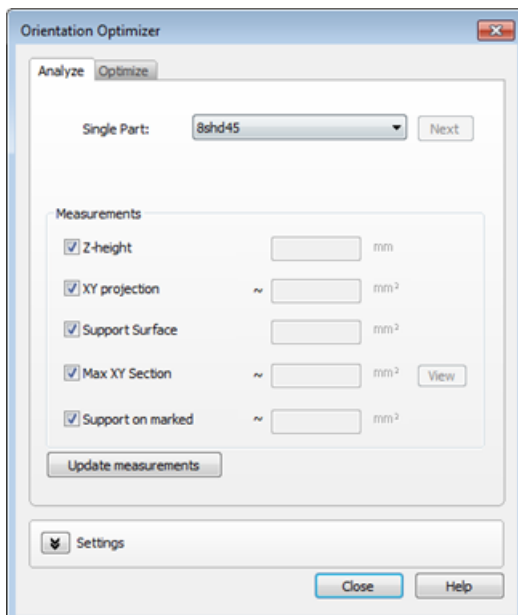 Orientation Optimizer
Analyze Optimize
Single Part: 8shd45 Next
Measurements
Z-height mm
XY projection ~ mm²
Support Surface mm²
Max XY Section ~ mm² View
Support on marked ~ mm²
Update measurements
Settings
Close Help